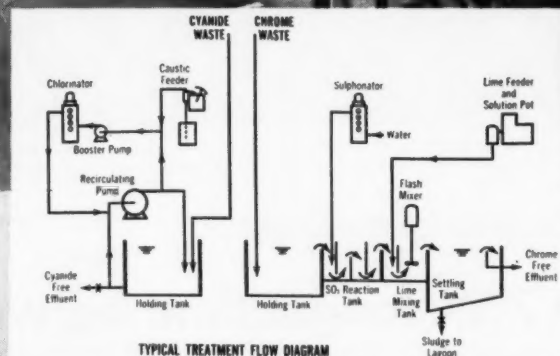 CYANIDE
WASTE
CHROME
WASTE
Chlorinator
Caustic
Feeder
Booster Pump
Recirculating
Pump
Sulphonator
Water
Lime Feeder
and
Solution Pot
Flash
Mixer
Cyanide
Free
Effluent
Holding Tank
Holding Tank
SO₂ Reaction
Tank
Lime
Mixing
Tank
Settling
Tank
Chrome
Free
Effluent
Sludge to
Lagoon
TYPICAL TREATMENT FLOW DIAGRAM